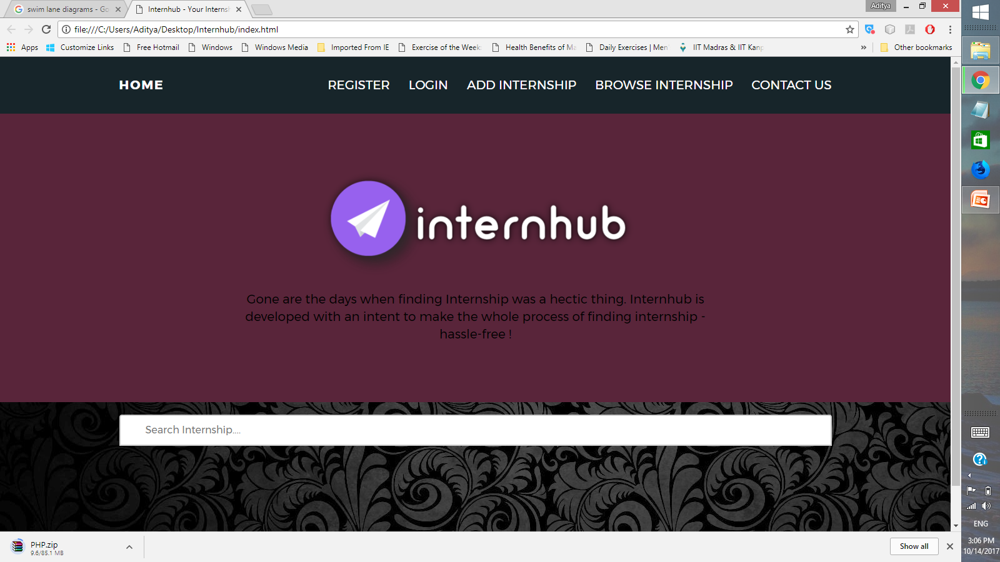 swim lane diagrams - Go
Internhub - Your Internsh
Aditya
file:///C:/Users/Aditya/Desktop/Internhub/index.html
Apps
Customize Links
Free Hotmail
Windows
Windows Media
Imported From IE
Exercise of the Week
Health Benefits of Ma
Daily Exercises | Men
IIT Madras & IIT Kanp
»
Other bookmarks
HOME
REGISTER
LOGIN
ADD INTERNSHIP
BROWSE INTERNSHIP
CONTACT US
internhub
Gone are the days when finding Internship was a hectic thing. Internhub is
developed with an intent to make the whole process of finding internship -
hassle-free !
Search Internship....
PHP.zip
9.6/85.1 MB
Show all
ENG
3:06 PM
10/14/2017